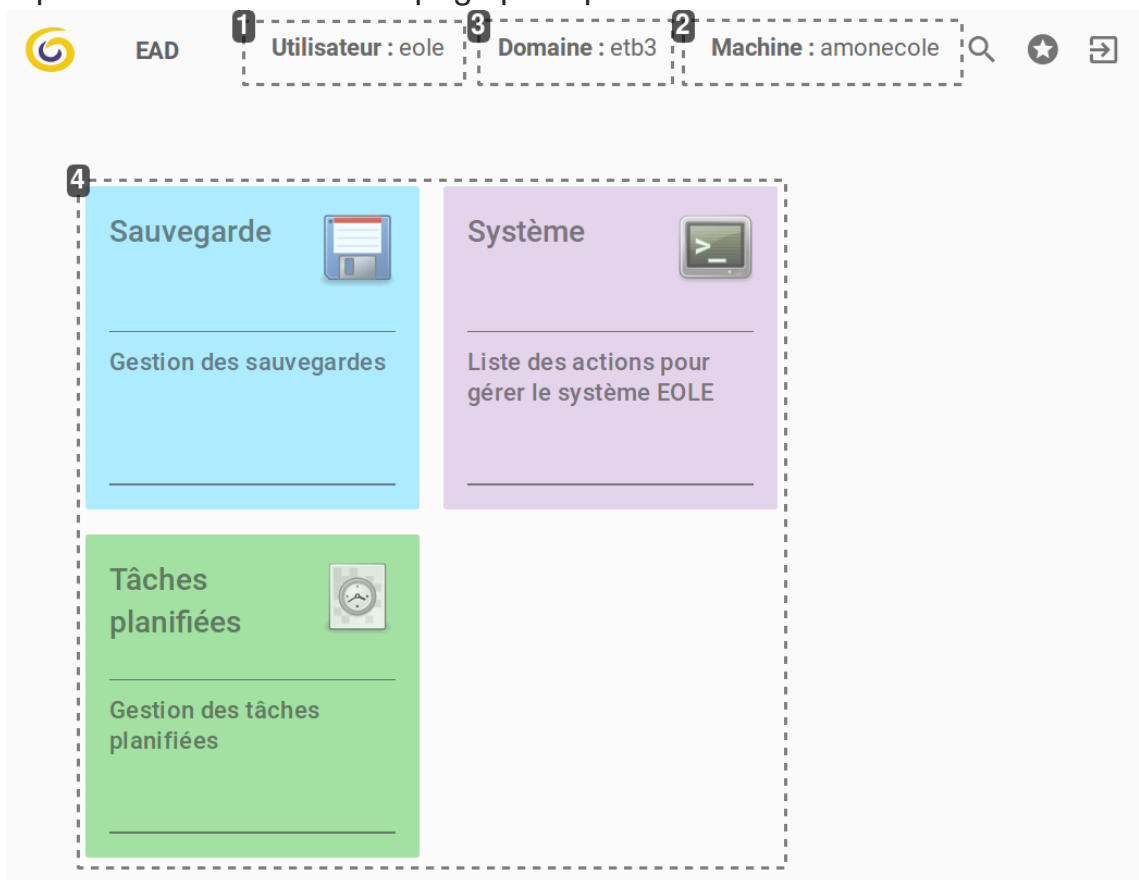 EAD
1
Utilisateur : eole
3
Domaine : etb3
2
Machine : amonecole
4
Sauvegarde
Gestion des sauvegardes
Système
>_
Liste des actions pour
gérer le système EOLE
Tâches
planifiées
Gestion des tâches
planifiées